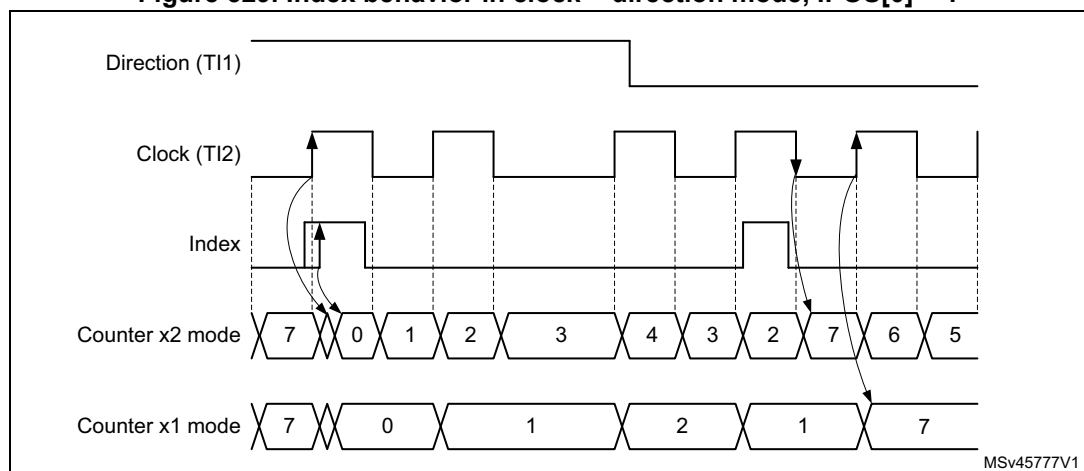 Figure Index behavior in clock direction mode, IPOS[0]
Direction (TI1)
Clock (TI2)
Index
Counter x2 mode 7 0 1 2 3 4 3 2 7 6 5
Counter x1 mode 7 0 1 2 1 7
MSv45777V1